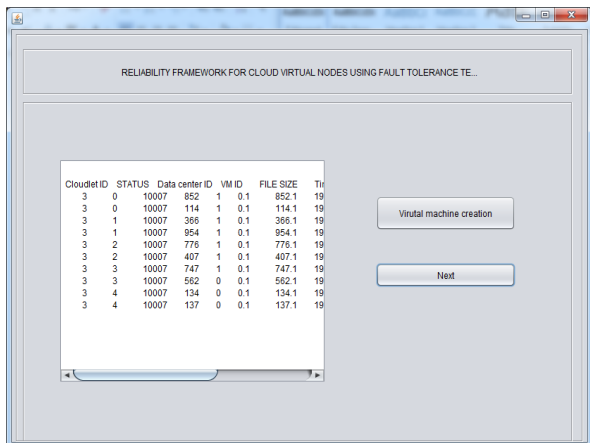 RELIABILITY FRAMEWORK FOR CLOUD VIRTUAL NODES USING FAULT TOLERANCE TE...
Cloudlet ID STATUS Data center ID VM ID FILE SIZE Tir
3 0 10007 852 1 0.1 852.1 19
3 0 10007 114 1 0.1 114.1 19
3 1 10007 366 1 0.1 366.1 19
3 1 10007 954 1 0.1 954.1 19
3 2 10007 776 1 0.1 776.1 19
3 2 10007 407 1 0.1 407.1 19
3 3 10007 747 1 0.1 747.1 19
3 3 10007 562 0 0.1 562.1 19
3 4 10007 134 0 0.1 134.1 19
3 4 10007 137 0 0.1 137.1 19
Virutal machine creation
Next